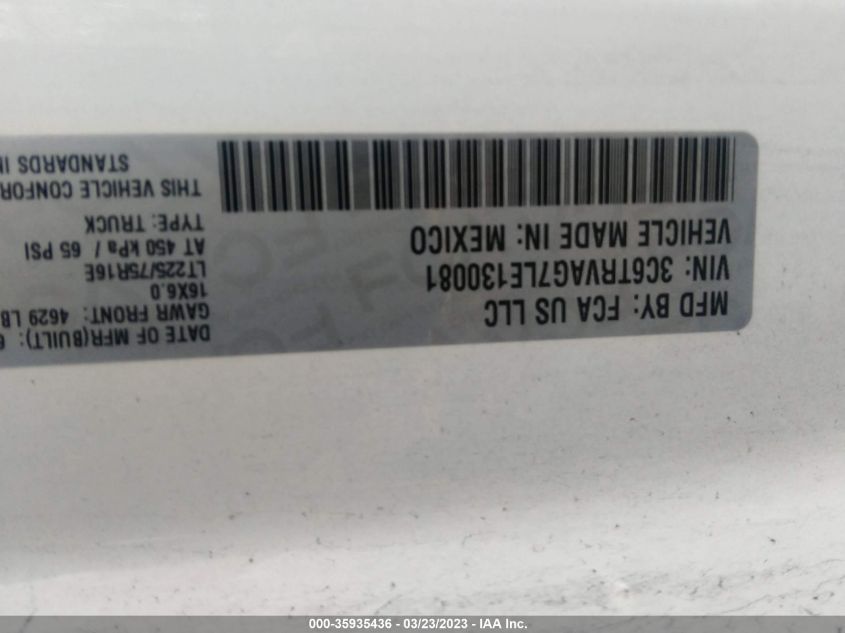 MFD BY: FCA US LLC
VIN: 3C6TRVAG7LE130081
VEHICLE MADE IN: MEXICO
DATE OF MFR(BUILT): 6
GAWR FRONT: 4629 LB
16X6.0
LT225/75R16E
AT 450 kPa / 65 PSI
TYPE: TRUCK
THIS VEHICLE CONFOR
STANDARDS IN
000-35935436 - 03/23/2023 - IAA Inc.